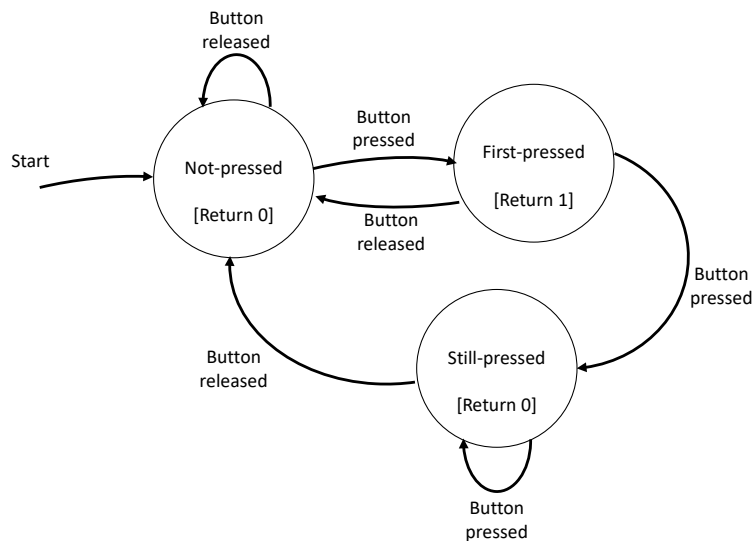 Button
released
Start
Not-pressed
[Return 0]
Button
pressed
Button
released
First-pressed
[Return 1]
Button
pressed
Button
released
Still-pressed
[Return 0]
Button
pressed